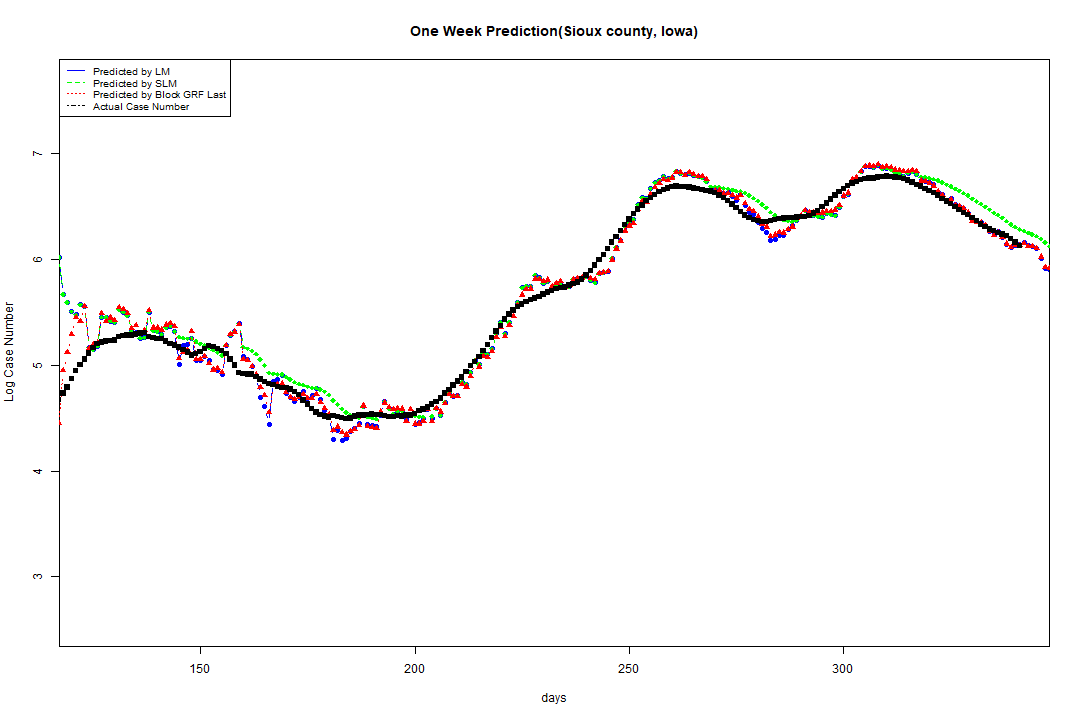 One Week Prediction(Sioux county, Iowa)
Predicted by LM
Predicted by SLM
Predicted by Block GRF Last
Actual Case Number
7
6
5
4
3
Log Case Number
150 200 250 300
days